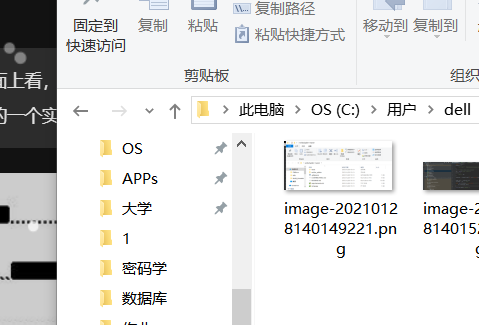 面上看,
的一个实
固定到
快速访问
复制
粘贴
复制路径
粘贴快捷方式
移动到
复制到
剪贴板
组织
此电脑
OS (C:)
用户
dell
OS
APPs
大学
1
密码学
数据库
image-2021012
8140149221.pn
g
image-2
814015